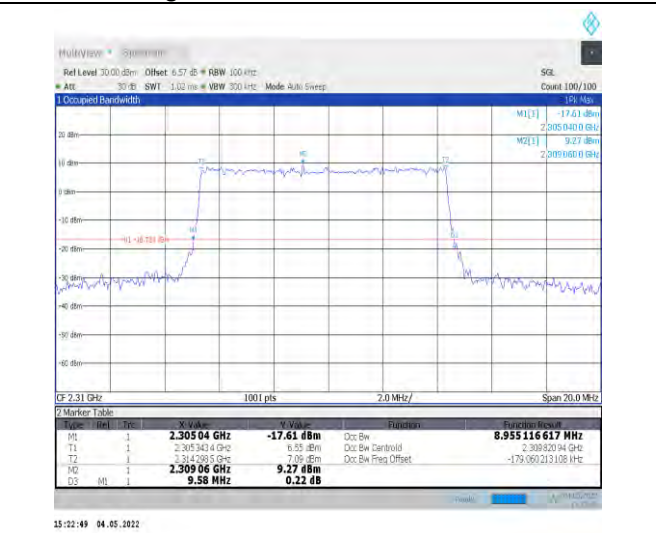 MultiView Spectrum
Ref Level 30.00 dBm Offset 6.57 dB RBW 100 kHz SGL
Att 30 dB SWT 1.02 ms VBW 300 kHz Mode Auto Sweep Count 100/100
1 Occupied Bandwidth 1Pk Max
M1[1] -17.61 dBm
2.305 040 0 GHz
M2[1] 9.27 dBm
2.309 060 0 GHz
20 dBm
10 dBm
0 dBm
-10 dBm
-20 dBm
-30 dBm
-40 dBm
-50 dBm
-60 dBm
T1
M2
T2
M1
D3
CF 2.31 GHz 1001 pts 2.0 MHz/ Span 20.0 MHz
2 Marker Table
Type Ref Trc X-Value Y-Value Function Function Result
M1 1 2.305 04 GHz -17.61 dBm Occ Bw 8.955 116 617 MHz
T1 1 2.305 343 4 GHz 6.55 dBm Occ Bw Centroid 2.309 820 94 GHz
T2 1 2.314 298 5 GHz 7.09 dBm Occ Bw Freq Offset -179.060 213 108 kHz
M2 1 2.309 06 GHz 9.27 dBm
D3 M1 1 9.58 MHz 0.22 dB
15:22:49 04.05.2022